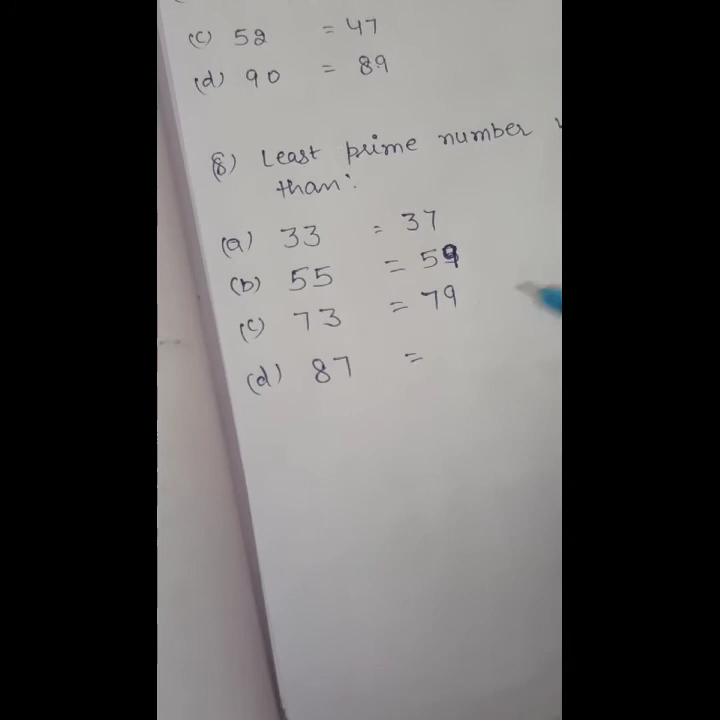 (c) 52 = 47
(d) 90 = 89
(8) Least prime number
than:
(a) 33 = 37
(b) 55 = 59
(c) 73 = 79
(d) 87 =